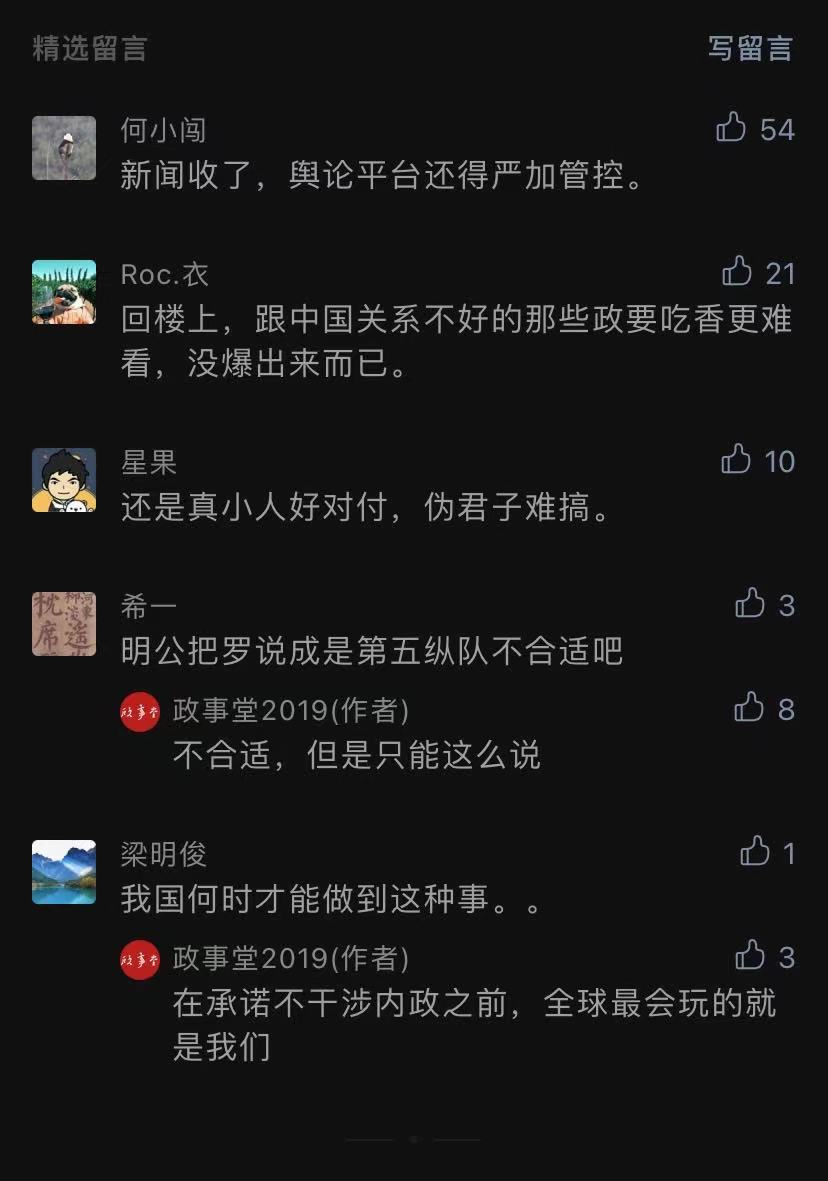 精选留言
写留言
何小闯
54
新闻收了，舆论平台还得严加管控。
Roc.衣
21
回楼上，跟中国关系不好的那些政要吃香更难
看，没爆出来而已。
星果
10
还是真小人好对付，伪君子难搞。
希一
3
明公把罗说成是第五纵队不合适吧
政事堂2019(作者)
8
不合适，但是只能这么说
梁明俊
1
我国何时才能做到这种事。。
政事堂2019(作者)
3
在承诺不干涉内政之前，全球最会玩的就
是我们